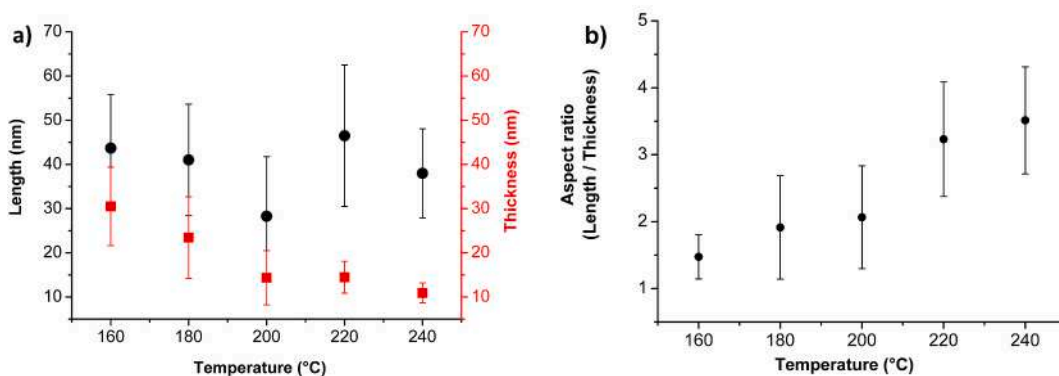 a)
70
60
50
40
30
20
10
Length (nm)
70
60
50
40
30
20
10
Thickness (nm)
160 180 200 220 240
Temperature (°C)
b)
5
4
3
2
1
Aspect ratio
(Length / Thickness)
160 180 200 220 240
Temperature (°C)